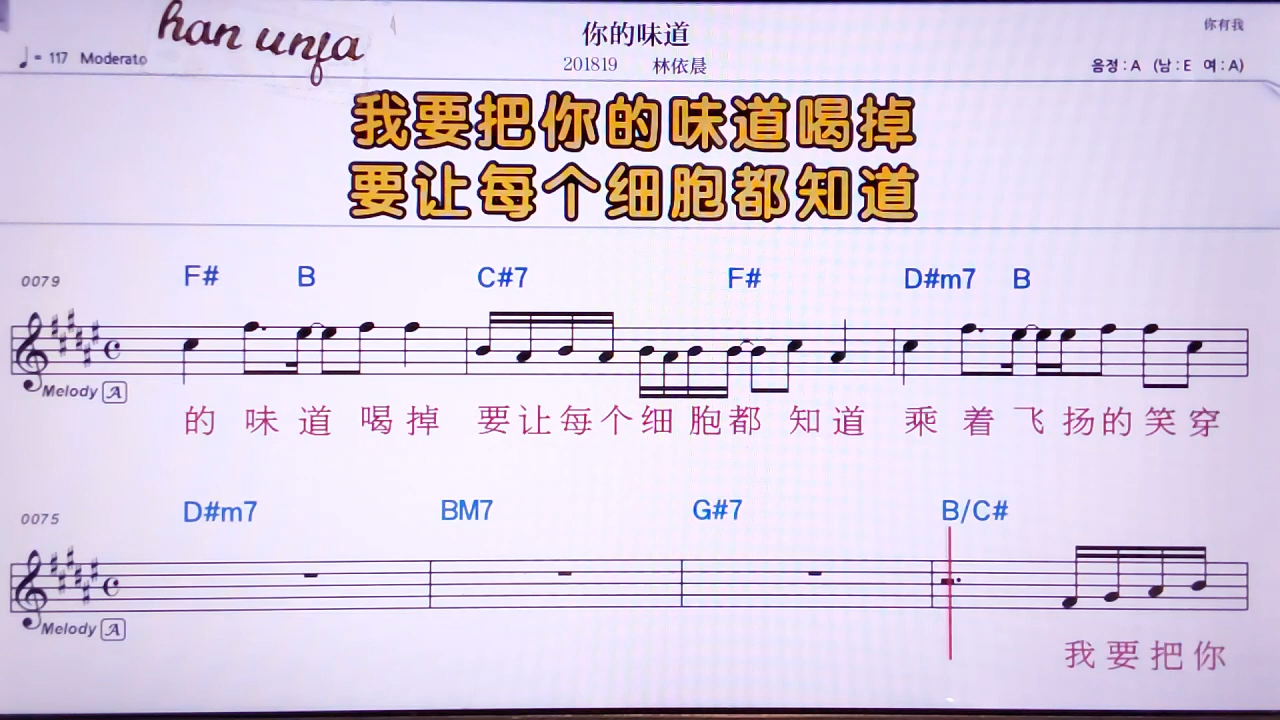 han unfa
你的味道
你有我
♩= 117 Moderato
201819 林依晨
음정 : A (남 : E 여 : A)
我要把你的味道喝掉
要让每个细胞都知道
0079
F# B C#7 F# D#m7 B
Melody A
的 味 道 喝 掉 要 让 每 个 细 胞 都 知 道 乘 着 飞 扬 的 笑 穿
0075
D#m7 BM7 G#7 B/C#
Melody A
我 要 把 你